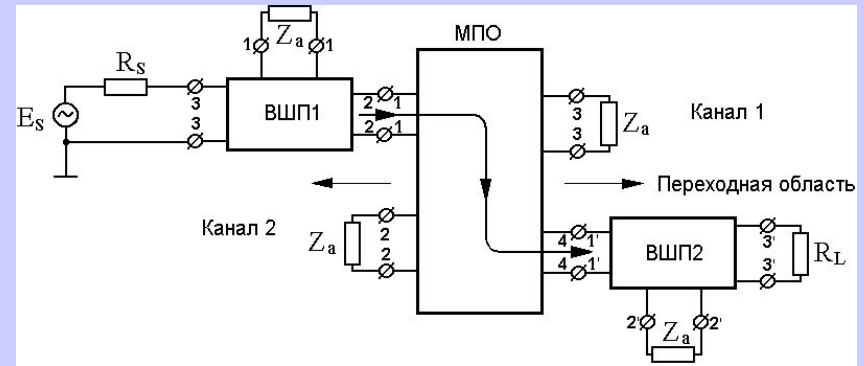 МПО
1 Za 1
RS
ES
3
3
ВШП1
2 1
2 1
3
3
Za
Канал 1
Переходная область
Канал 2
Za
2
2
4 1'
4 1'
ВШП2
3'
3'
RL
2' Za 2'